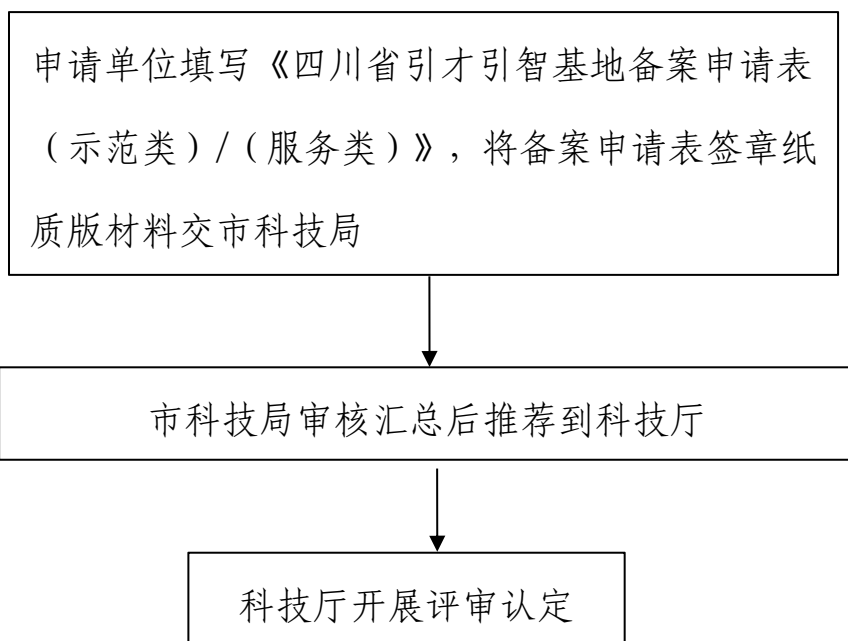 申请单位填写《四川省引才引智基地备案申请表
（示范类）/（服务类）》，将备案申请表签章纸
质版材料交市科技局
市科技局审核汇总后推荐到科技厅
科技厅开展评审认定